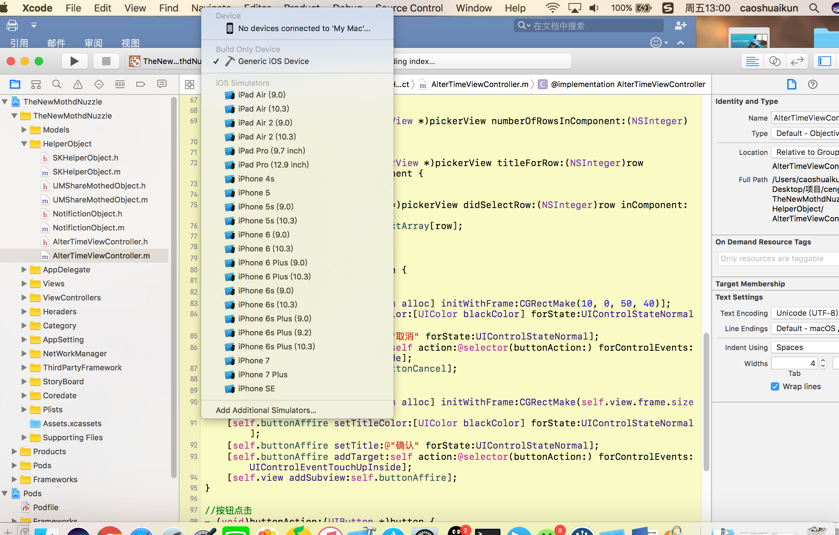 Xcode File Edit View Find Navigate Editor Product Debug Source Control Window Help 100% 周五13:00 caoshuaikun
在文档中搜索
引用 邮件 审阅 视图
TheNew
ding index...
AlterTimeViewController.m @implementation AlterTimeViewController
Device
No devices connected to 'My Mac'...
Build Only Device
Generic iOS Device
iOS Simulators
iPad Air (9.0)
iPad Air (10.3)
iPad Air 2 (9.0)
iPad Air 2 (10.3)
iPad Pro (9.7 inch)
iPad Pro (12.9 inch)
iPhone 4s
iPhone 5
iPhone 5s (9.0)
iPhone 5s (10.3)
iPhone 6 (9.0)
iPhone 6 (10.3)
iPhone 6 Plus (9.0)
iPhone 6 Plus (10.3)
iPhone 6s (9.0)
iPhone 6s (10.3)
iPhone 6s Plus (9.0)
iPhone 6s Plus (9.2)
iPhone 6s Plus (10.3)
iPhone 7
iPhone 7 Plus
iPhone SE
Add Additional Simulators...
TheNewMothdNuzzle
TheNewMothdNuzzle
Models
HelperObject
SKHelperObject.h
SKHelperObject.m
UMShareMothedObject.h
UMShareMothedObject.m
NotifictionObject.h
Notifiction​Object.m
AlterTimeViewController.h
AlterTimeViewController.m
AppDelegate
Views
ViewControllers
Heraders
Category
AppSetting
NetWorkManager
ThirdPartyFramework
StoryBoard
Coredate
Plists
Assets.xcassets
Supporting Files
Products
Pods
Frameworks
Pods
Podfile
Frameworks
67
68
69 iew *)pickerView numberOfRowsInComponent:(NSInteger)
70
71
72 rView *)pickerView titleForRow:(NSInteger)row
nent {
73
74
75 *)pickerView didSelectRow:(NSInteger)row inComponent:
76 ctArray[row];
77
78
79
80 n {
81
82
83 n alloc] initWithFrame:CGRectMake(10, 0, 50, 40)];
84 lor:[UIColor blackColor] forState:UIControlStateNormal
85 "取消" forState:UIControlStateNormal];
86 self action:@selector(buttonAction:) forControlEvents:
de];
87 tonCancel];
88
89
90 n alloc] initWithFrame:CGRectMake(self.view.frame.size
91 [self.buttonAffire setTitleColor:[UIColor blackColor] forState:UIControlStateNormal
];
92 [self.buttonAffire setTitle:@"确认" forState:UIControlStateNormal];
93 [self.buttonAffire addTarget:self action:@selector(buttonAction:) forControlEvents:
UIControlEventTouchUpInside];
94 [self.view addSubview:self.buttonAffire];
95 }
96
97 //按钮点击
- (void)buttonAction:(UIButton *)button {
Identity and Type
Name AlterTimeViewCon
Type Default - Objectiv
Location Relative to Group
AlterTimeViewCon
Full Path /Users/caoshuaiku
Desktop/项目/ceng
TheNewMothdNuz
HelperObject/
AlterTimeViewCon
On Demand Resource Tags
Only resources are taggable
Target Membership
Text Settings
Text Encoding Unicode (UTF-8)
Line Endings Default - macOS /
Indent Using Spaces
Widths 4
Tab
Wrap lines